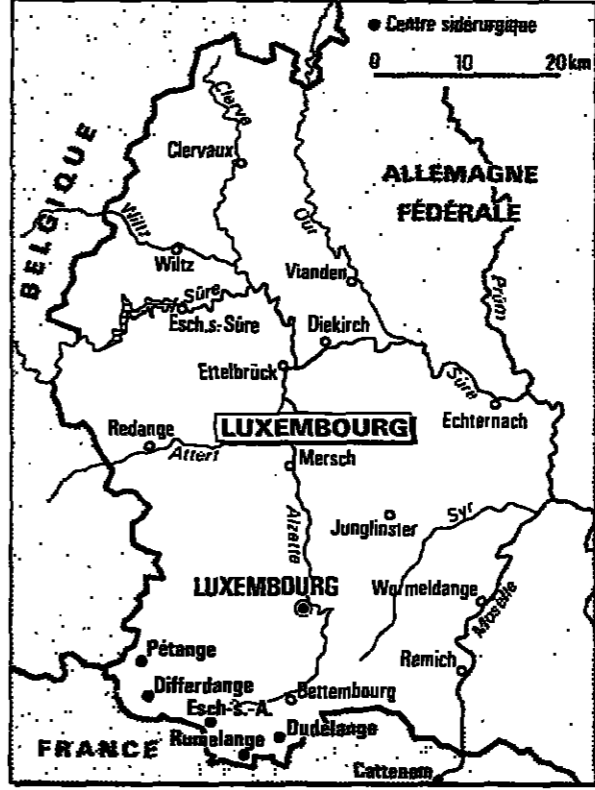 Centre sidérurgique
0 10 20 km
Clerve
Clervaux
BELGIQUE
ALLEMAGNE
FÉDÉRALE
Wiltz
Our
Wiltz
Vianden
Prüm
Sûre
Esch.s.-Sûre
Diekirch
Ettelbrück
Sûre
Echternach
LUXEMBOURG
Redange
Attert
Mersch
Alzette
Junglinster
Syr
LUXEMBOURG
Wormeldange
Moselle
Pétange
Remich
Differdange
Bettembourg
Esch-s.-A.
Dudelange
FRANCE
Rumelange
Cattenom